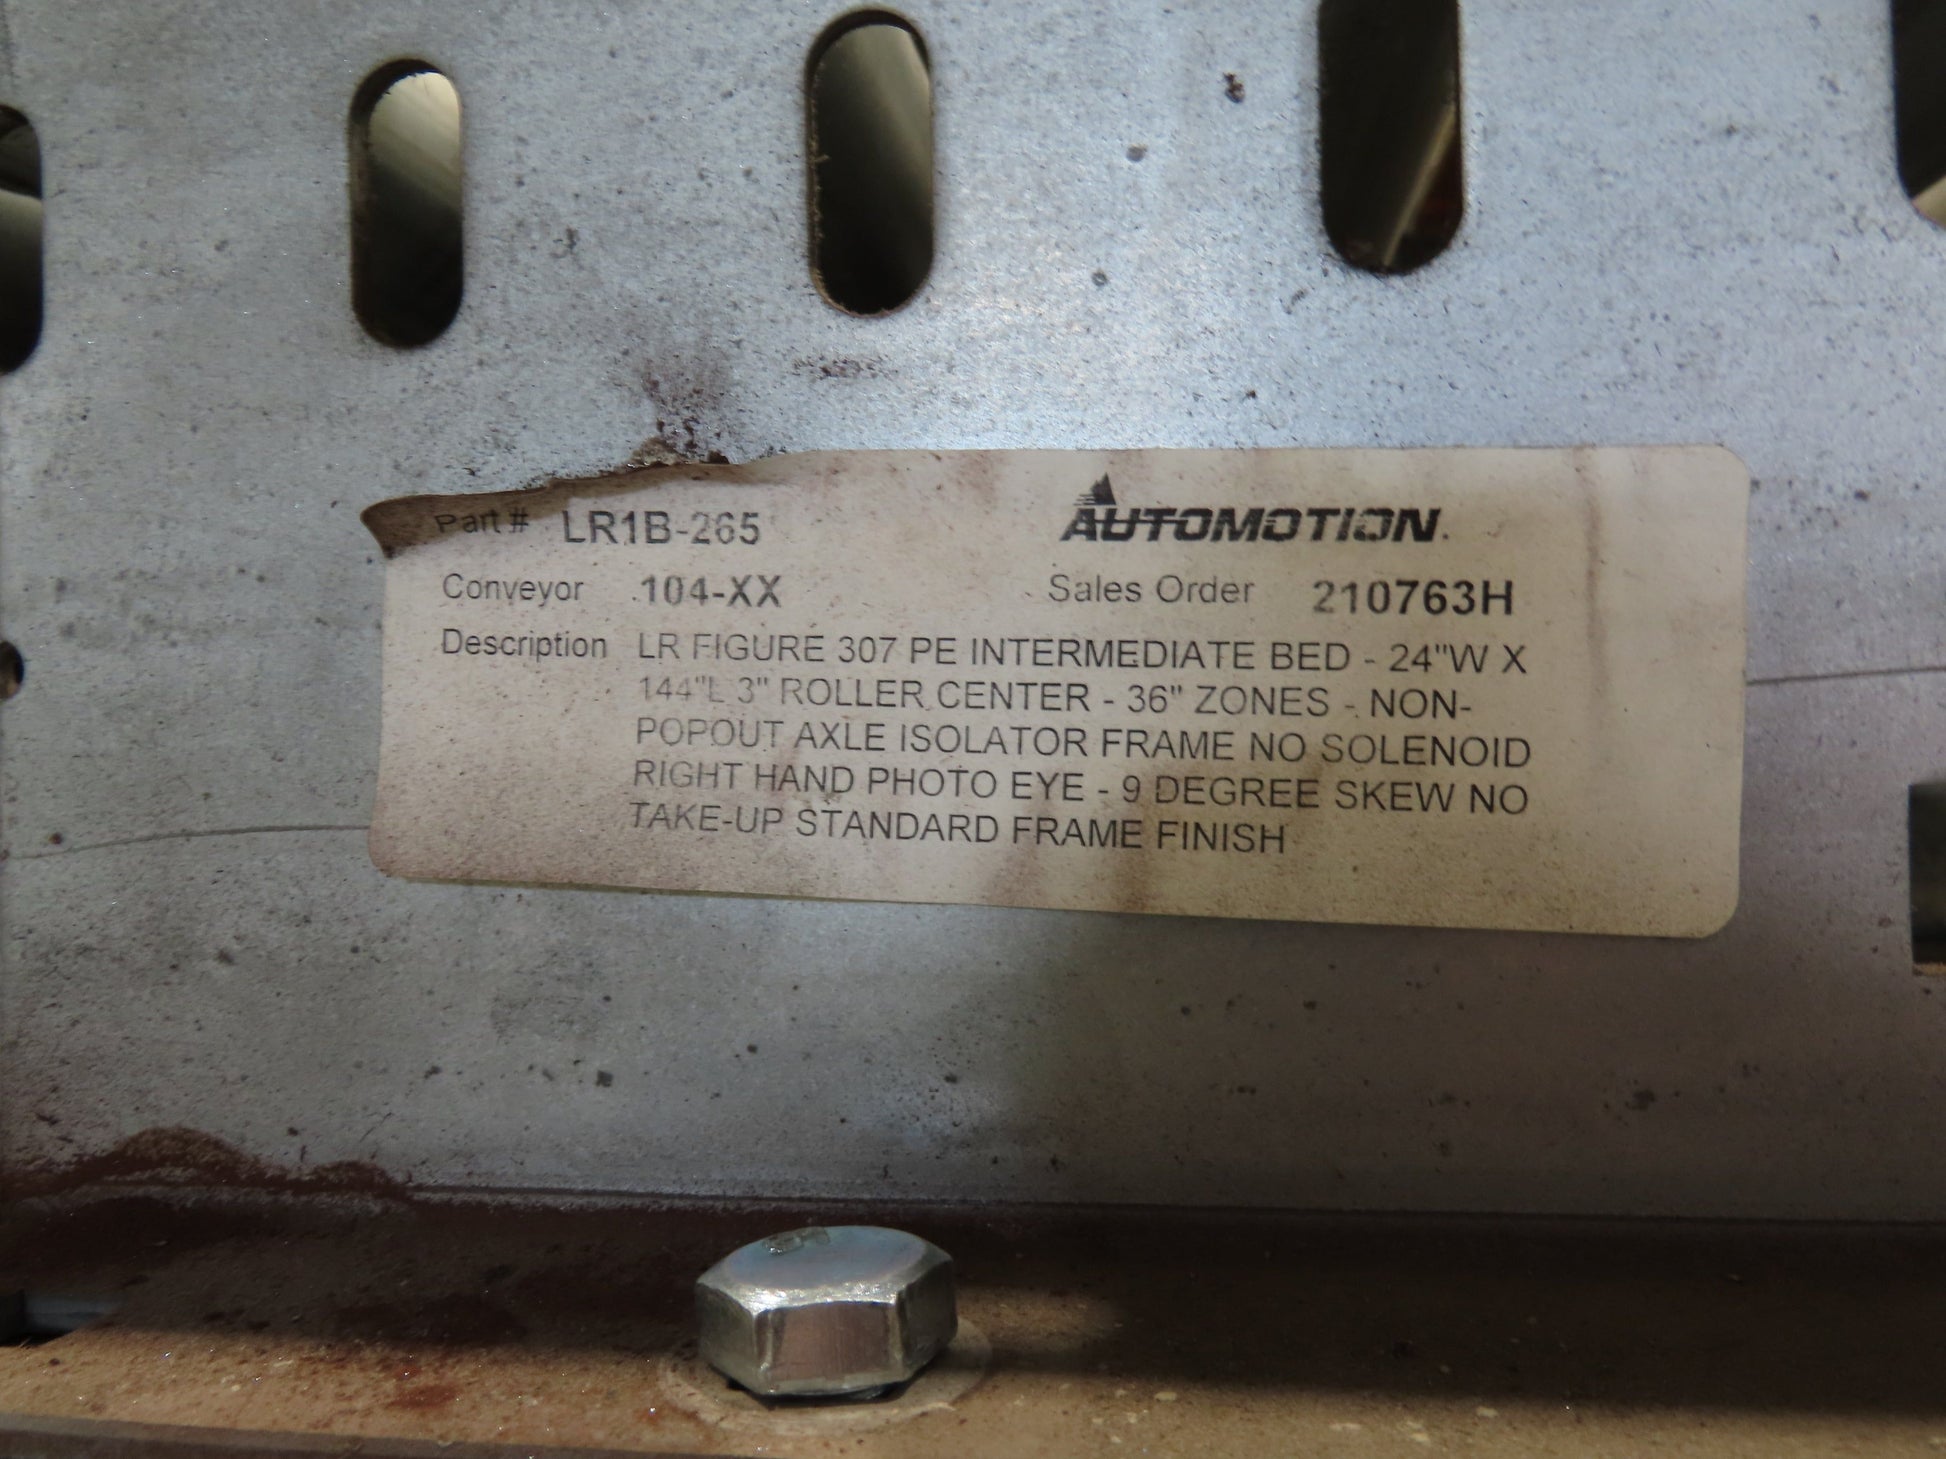 Part # LR1B-265 AUTOMOTION.
Conveyor 104-XX Sales Order 210763H
Description LR FIGURE 307 PE INTERMEDIATE BED - 24"W X
144"L 3" ROLLER CENTER - 36" ZONES - NON-
POPOUT AXLE ISOLATOR FRAME NO SOLENOID
RIGHT HAND PHOTO EYE - 9 DEGREE SKEW NO
TAKE-UP STANDARD FRAME FINISH